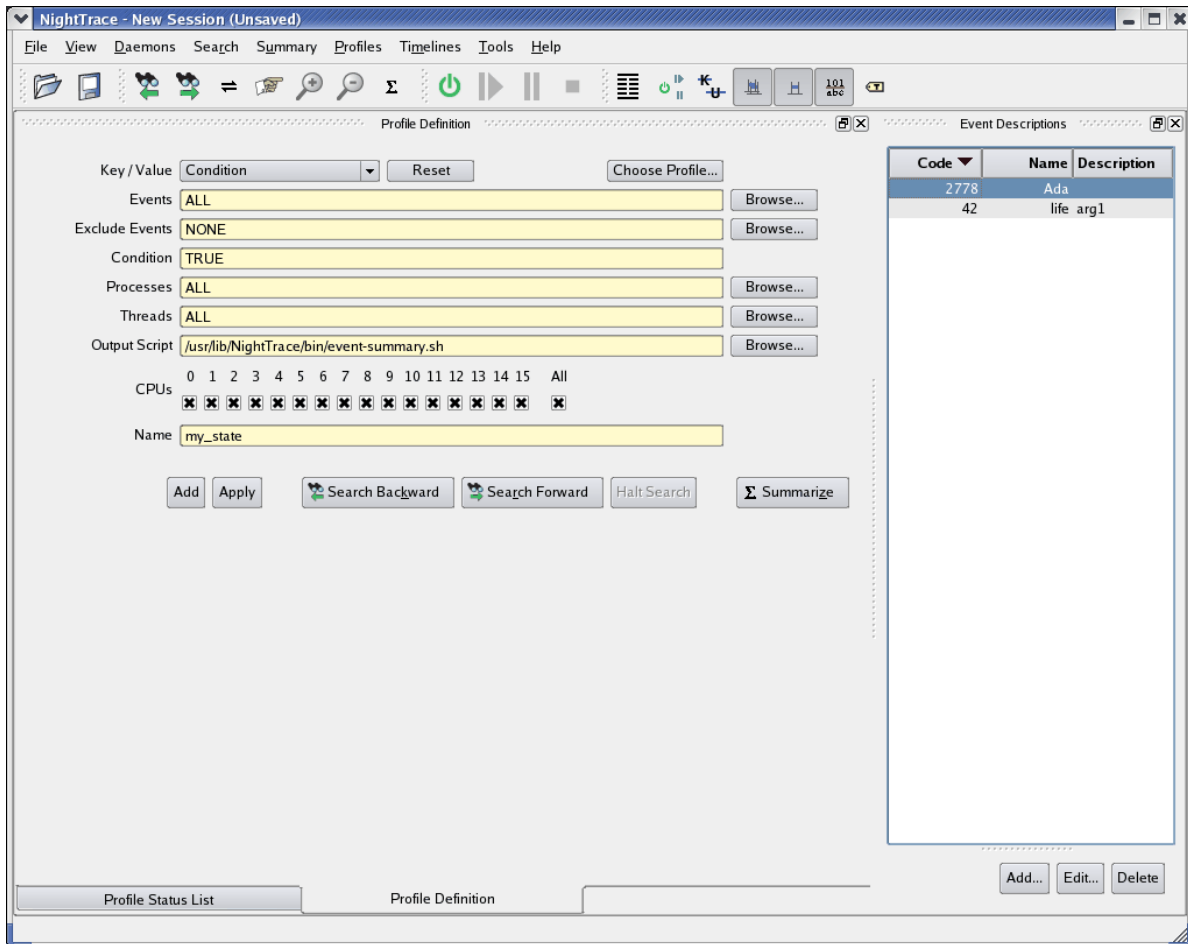 NightTrace - New Session (Unsaved)
File View Daemons Search Summary Profiles Timelines Tools Help
Σ K U 101 abc T
Profile Definition
Event Descriptions
Key / Value Condition Reset Choose Profile...
Events ALL Browse...
Exclude Events NONE Browse...
Condition TRUE
Processes ALL Browse...
Threads ALL Browse...
Output Script /usr/lib/NightTrace/bin/event-summary.sh Browse...
0 1 2 3 4 5 6 7 8 9 10 11 12 13 14 15 All
CPUs
Name my_state
Add Apply Search Backward Search Forward Halt Search Σ Summarize
Code Name Description
2778 Ada
42 life arg1
Add... Edit... Delete
Profile Status List Profile Definition